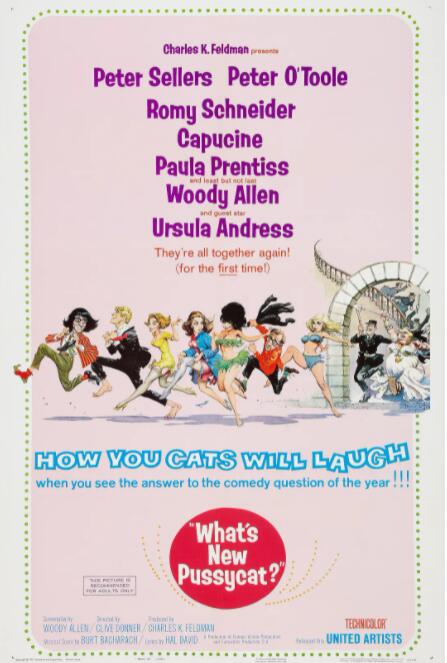 Charles K. Feldman presents
Peter Sellers Peter O'Toole
Romy Schneider
Capucine
Paula Prentiss
and least but not last
Woody Allen
and guest star
Ursula Andress
They're all together again!
(for the first time!)
HOW YOU CATS WILL LAUGH
when you see the answer to the comedy question of the year!!!
"What's
New
Pussycat?"
THIS PICTURE IS
RECOMMENDED
FOR ADULTS ONLY
Screenplay by Directed by Produced by
WOODY ALLEN / CLIVE DONNER / CHARLES K. FELDMAN
Musical Score by BURT BACHARACH / Lyrics by HAL DAVID
TECHNICOLOR
Released thru UNITED ARTISTS